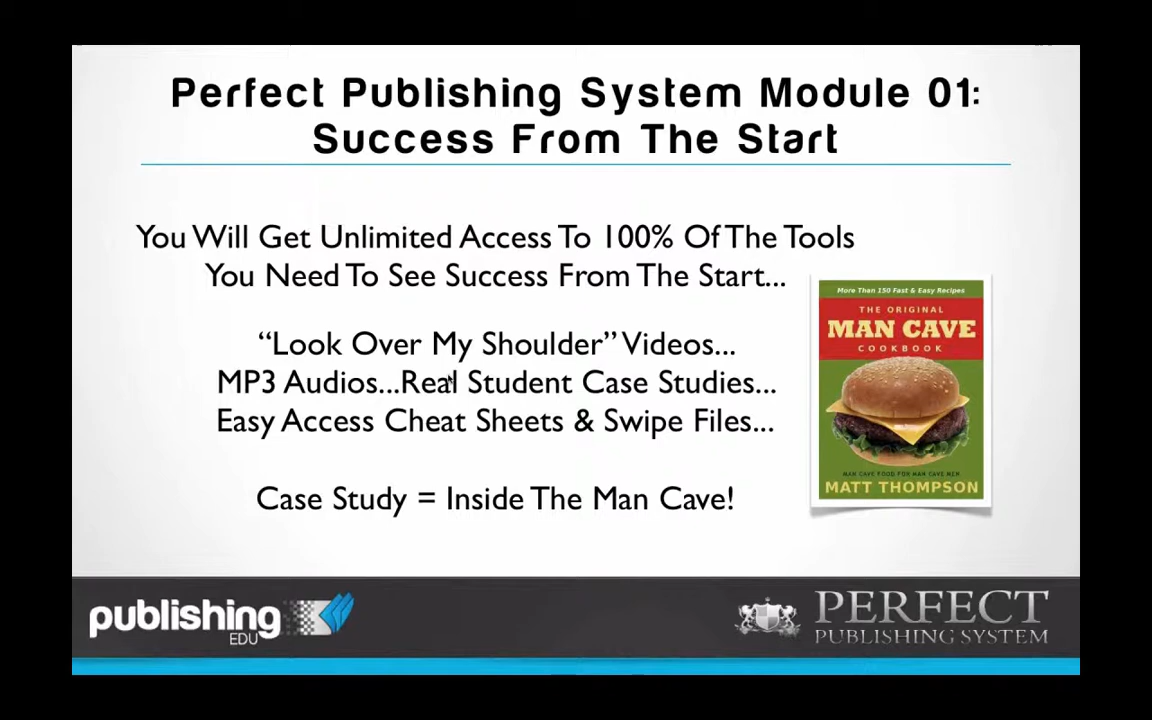 Perfect Publishing System Module 01:
Success From The Start
You Will Get Unlimited Access To 100% Of The Tools
You Need To See Success From The Start...
“Look Over My Shoulder” Videos...
MP3 Audios...Real Student Case Studies...
Easy Access Cheat Sheets & Swipe Files...
Case Study = Inside The Man Cave!
More Than 150 Fast & Easy Recipes
THE ORIGINAL
MAN CAVE
COOKBOOK
MAN CAVE FOOD FOR MAN CAVE MEN
MATT THOMPSON
publishing
EDU
PERFECT
PUBLISHING SYSTEM